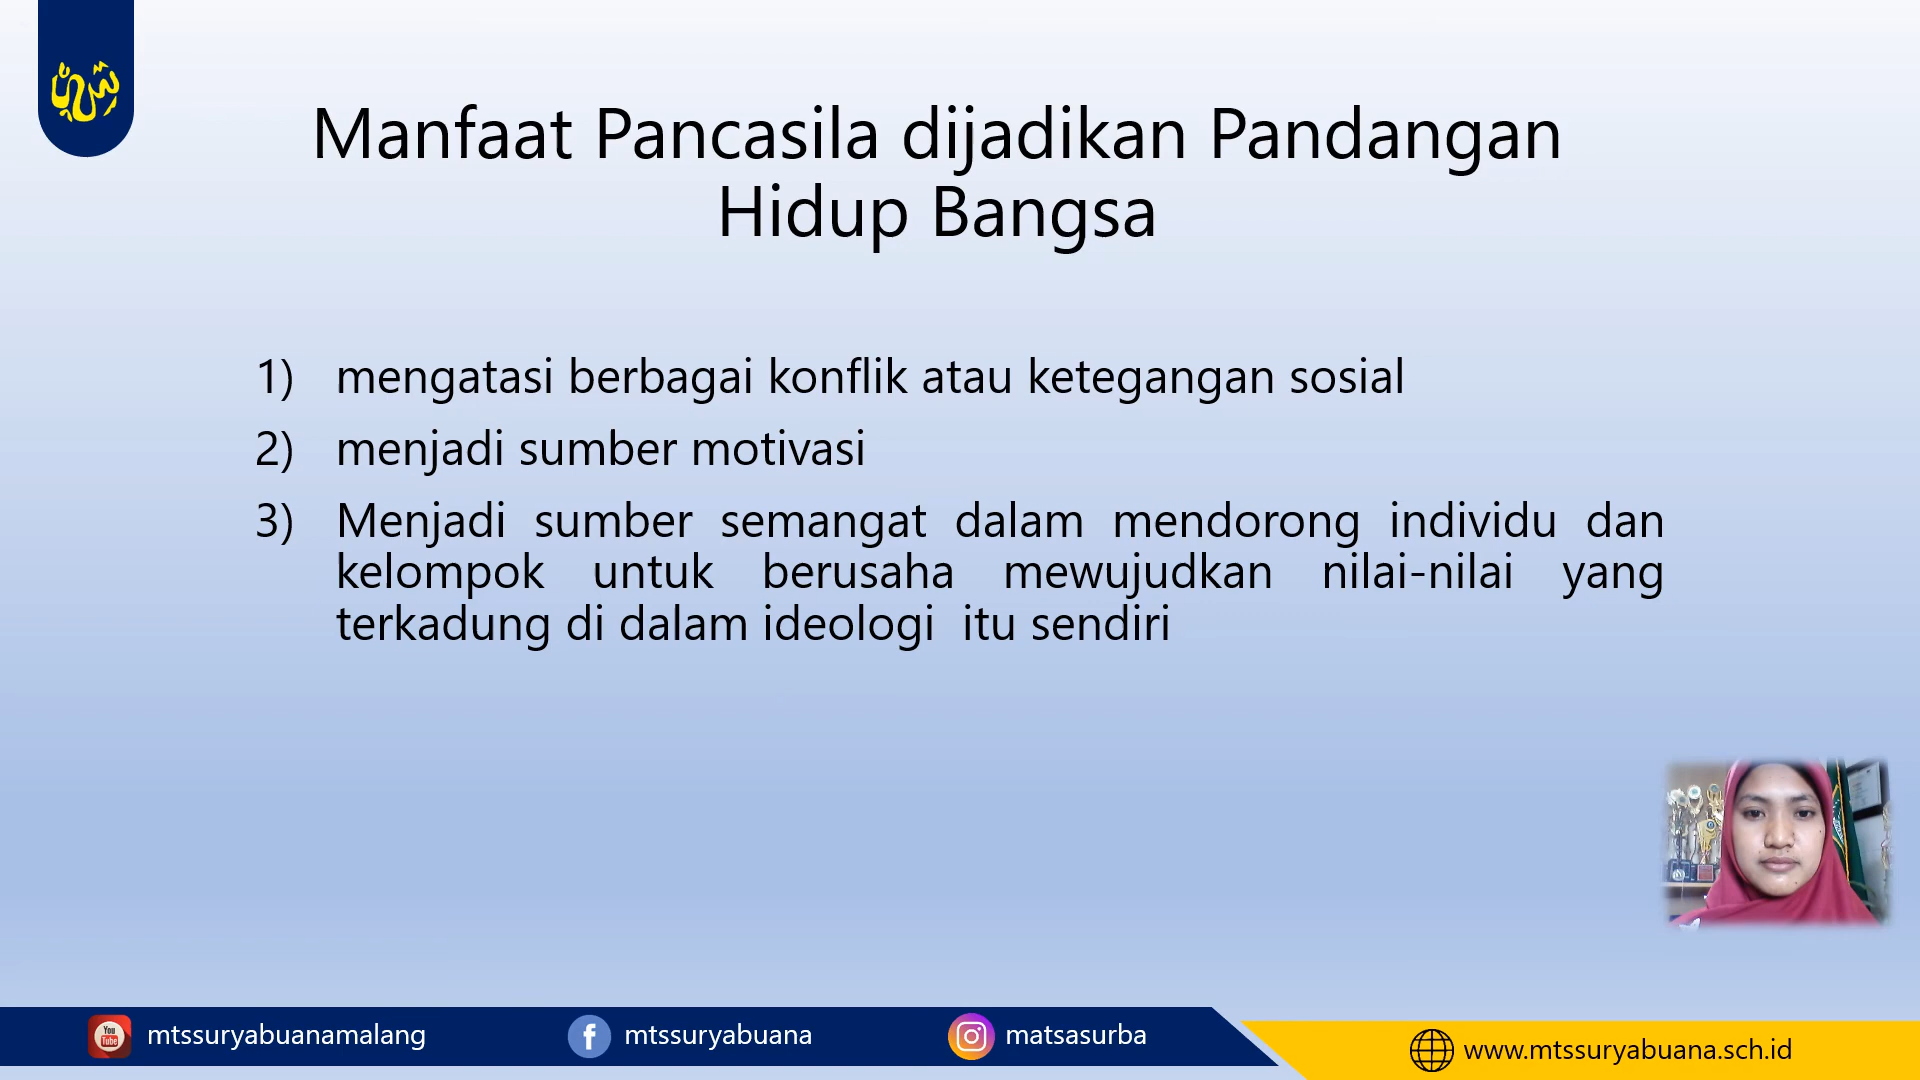 Manfaat Pancasila dijadikan Pandangan
Hidup Bangsa
1) mengatasi berbagai konflik atau ketegangan sosial
2) menjadi sumber motivasi
3) Menjadi sumber semangat dalam mendorong individu dan
kelompok untuk berusaha mewujudkan nilai-nilai yang
terkadung di dalam ideologi itu sendiri
You
Tube
mtssuryabuanamalang
mtssuryabuana
matsasurba
www.mtssuryabuana.sch.id